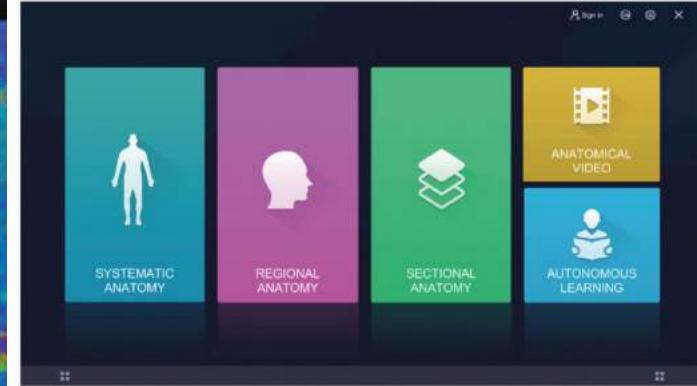 Sign in
SYSTEMATIC
ANATOMY
REGIONAL
ANATOMY
SECTIONAL
ANATOMY
ANATOMICAL
VIDEO
AUTONOMOUS
LEARNING